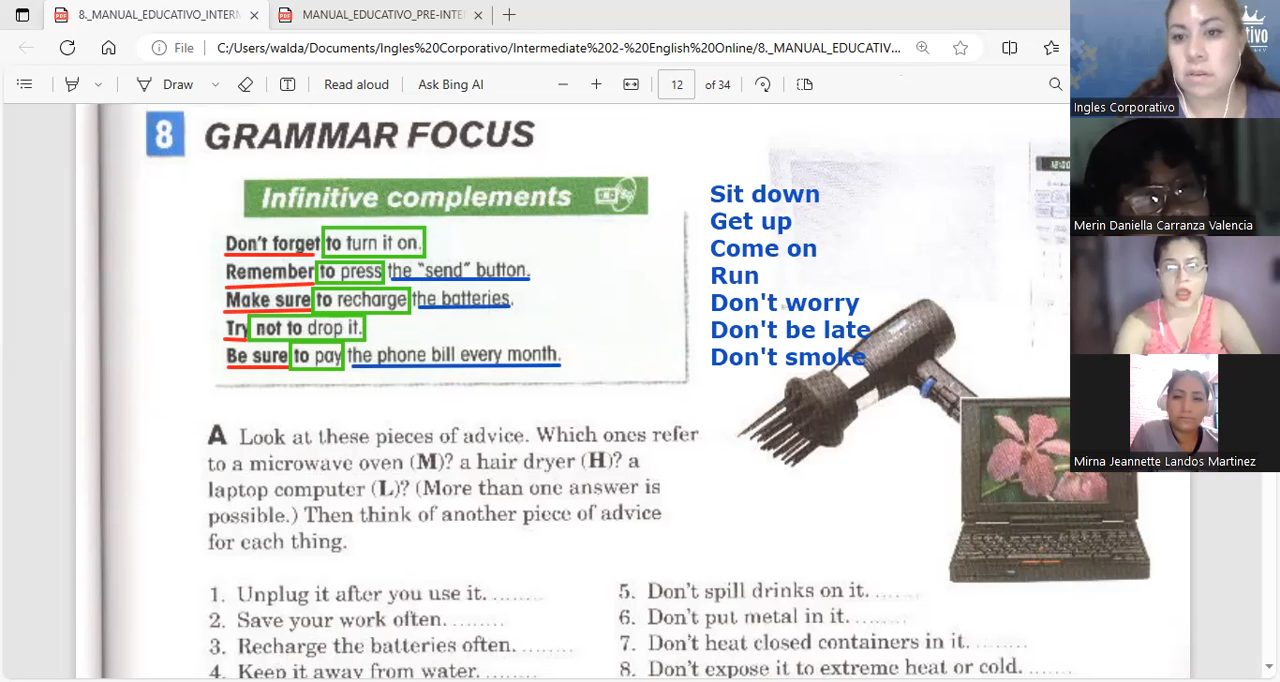 8._MANUAL_EDUCATIVO_INTERM
MANUAL_EDUCATIVO_PRE-INTE
File
C:/Users/walda/Documents/Ingles%20Corporativo/Intermediate%202-%20English%20Online/8._MANUAL_EDUCATIV...
Draw
Read aloud
Ask Bing AI
12 of 34
8 GRAMMAR FOCUS
Infinitive complements
Don't forget to turn it on.
Remember to press the "send" button.
Make sure to recharge the batteries.
Try not to drop it.
Be sure to pay the phone bill every month.
Sit down
Get up
Come on
Run
Don't worry
Don't be late
Don't smoke
A Look at these pieces of advice. Which ones refer
to a microwave oven (M)? a hair dryer (H)? a
laptop computer (L)? (More than one answer is
possible.) Then think of another piece of advice
for each thing.
1. Unplug it after you use it. ........
2. Save your work often. .........
3. Recharge the batteries often. ........
4. Keep it away from water. .......
5. Don't spill drinks on it. .......
6. Don't put metal in it. ........
7. Don't heat closed containers in it. ........
8. Don't expose it to extreme heat or cold. .......
tivo
Ingles Corporativo
Merin Daniella Carranza Valencia
Mirna Jeannette Landos Martinez